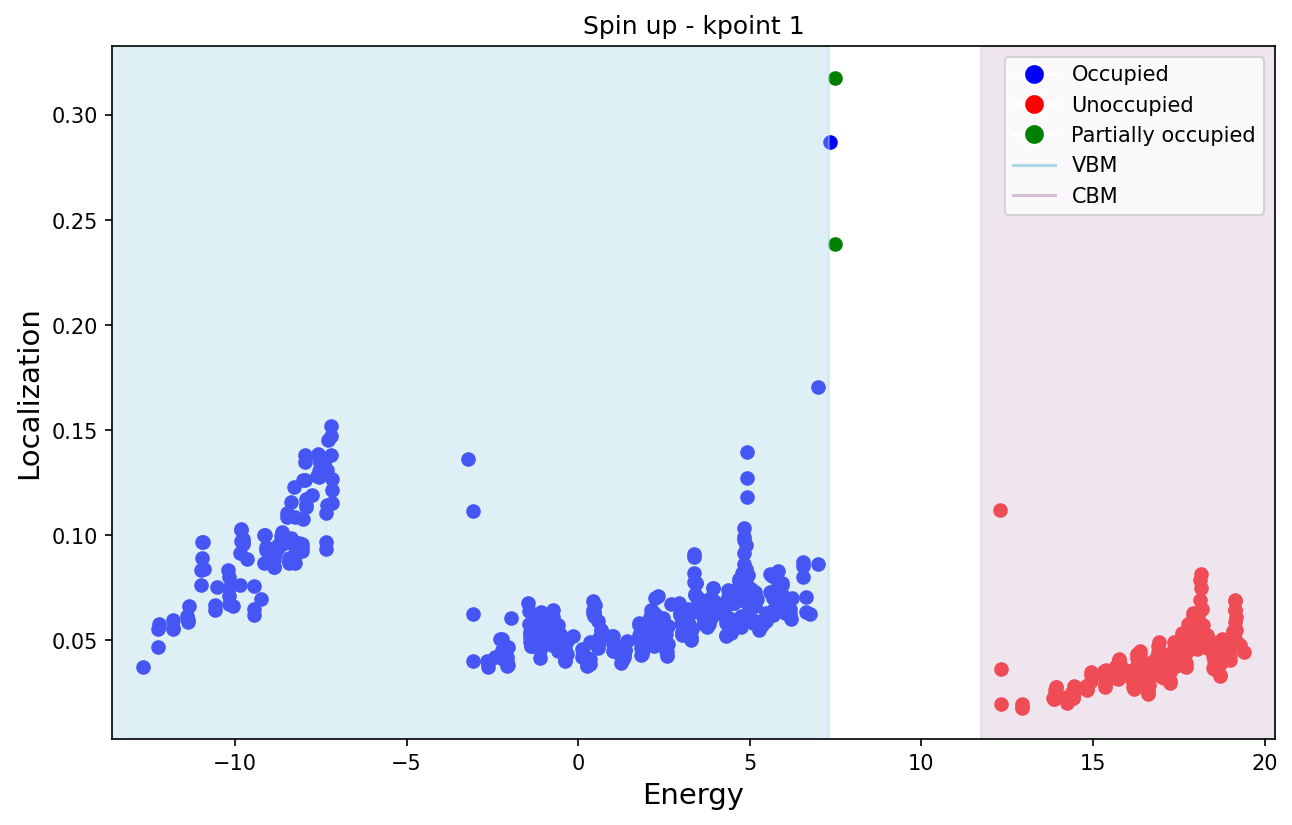 Spin up - kpoint 1
Localization
0.30
0.25
0.20
0.15
0.10
0.05
Occupied
Unoccupied
Partially occupied
VBM
CBM
−10
−5
0
5
10
15
20
Energy